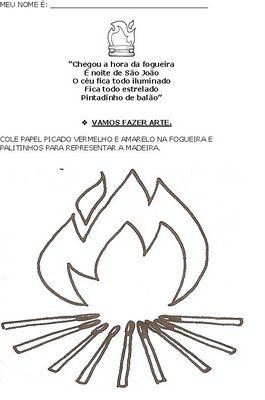 MEU NOME É: ________________________________
“Chegou a hora da fogueira
É noite de São João
O céu fica todo iluminado
Fica todo estrelado
Pintadinho de balão”
❖ VAMOS FAZER ARTE.
COLE PAPEL PICADO VERMELHO E AMARELO NA FOGUEIRA E
PALITINHOS PARA REPRESENTAR A MADEIRA.